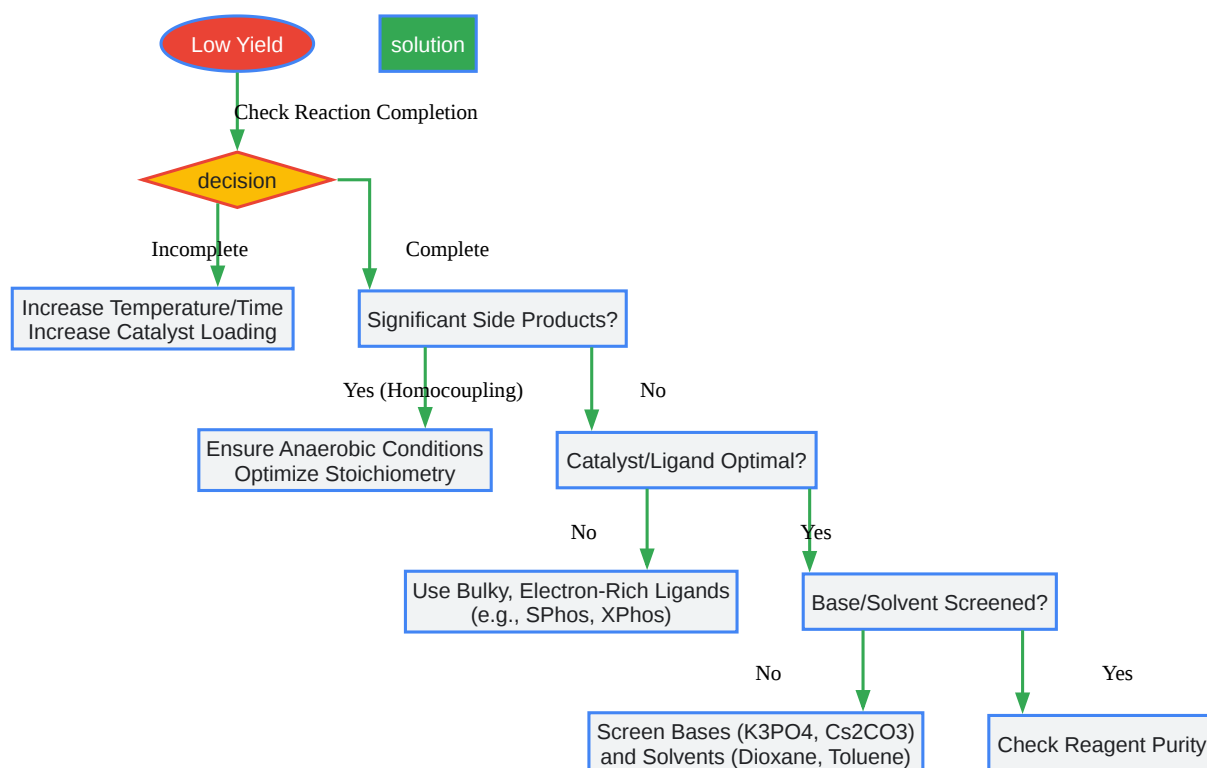 Low Yield
solution
Check Reaction Completion
decision
Incomplete
Complete
Increase Temperature/Time
Increase Catalyst Loading
Significant Side Products?
Yes (Homocoupling)
No
Ensure Anaerobic Conditions
Optimize Stoichiometry
Catalyst/Ligand Optimal?
No
Yes
Use Bulky, Electron-Rich Ligands
(e.g., SPhos, XPhos)
Base/Solvent Screened?
No
Yes
Screen Bases (K3PO4, Cs2CO3)
and Solvents (Dioxane, Toluene)
Check Reagent Purity